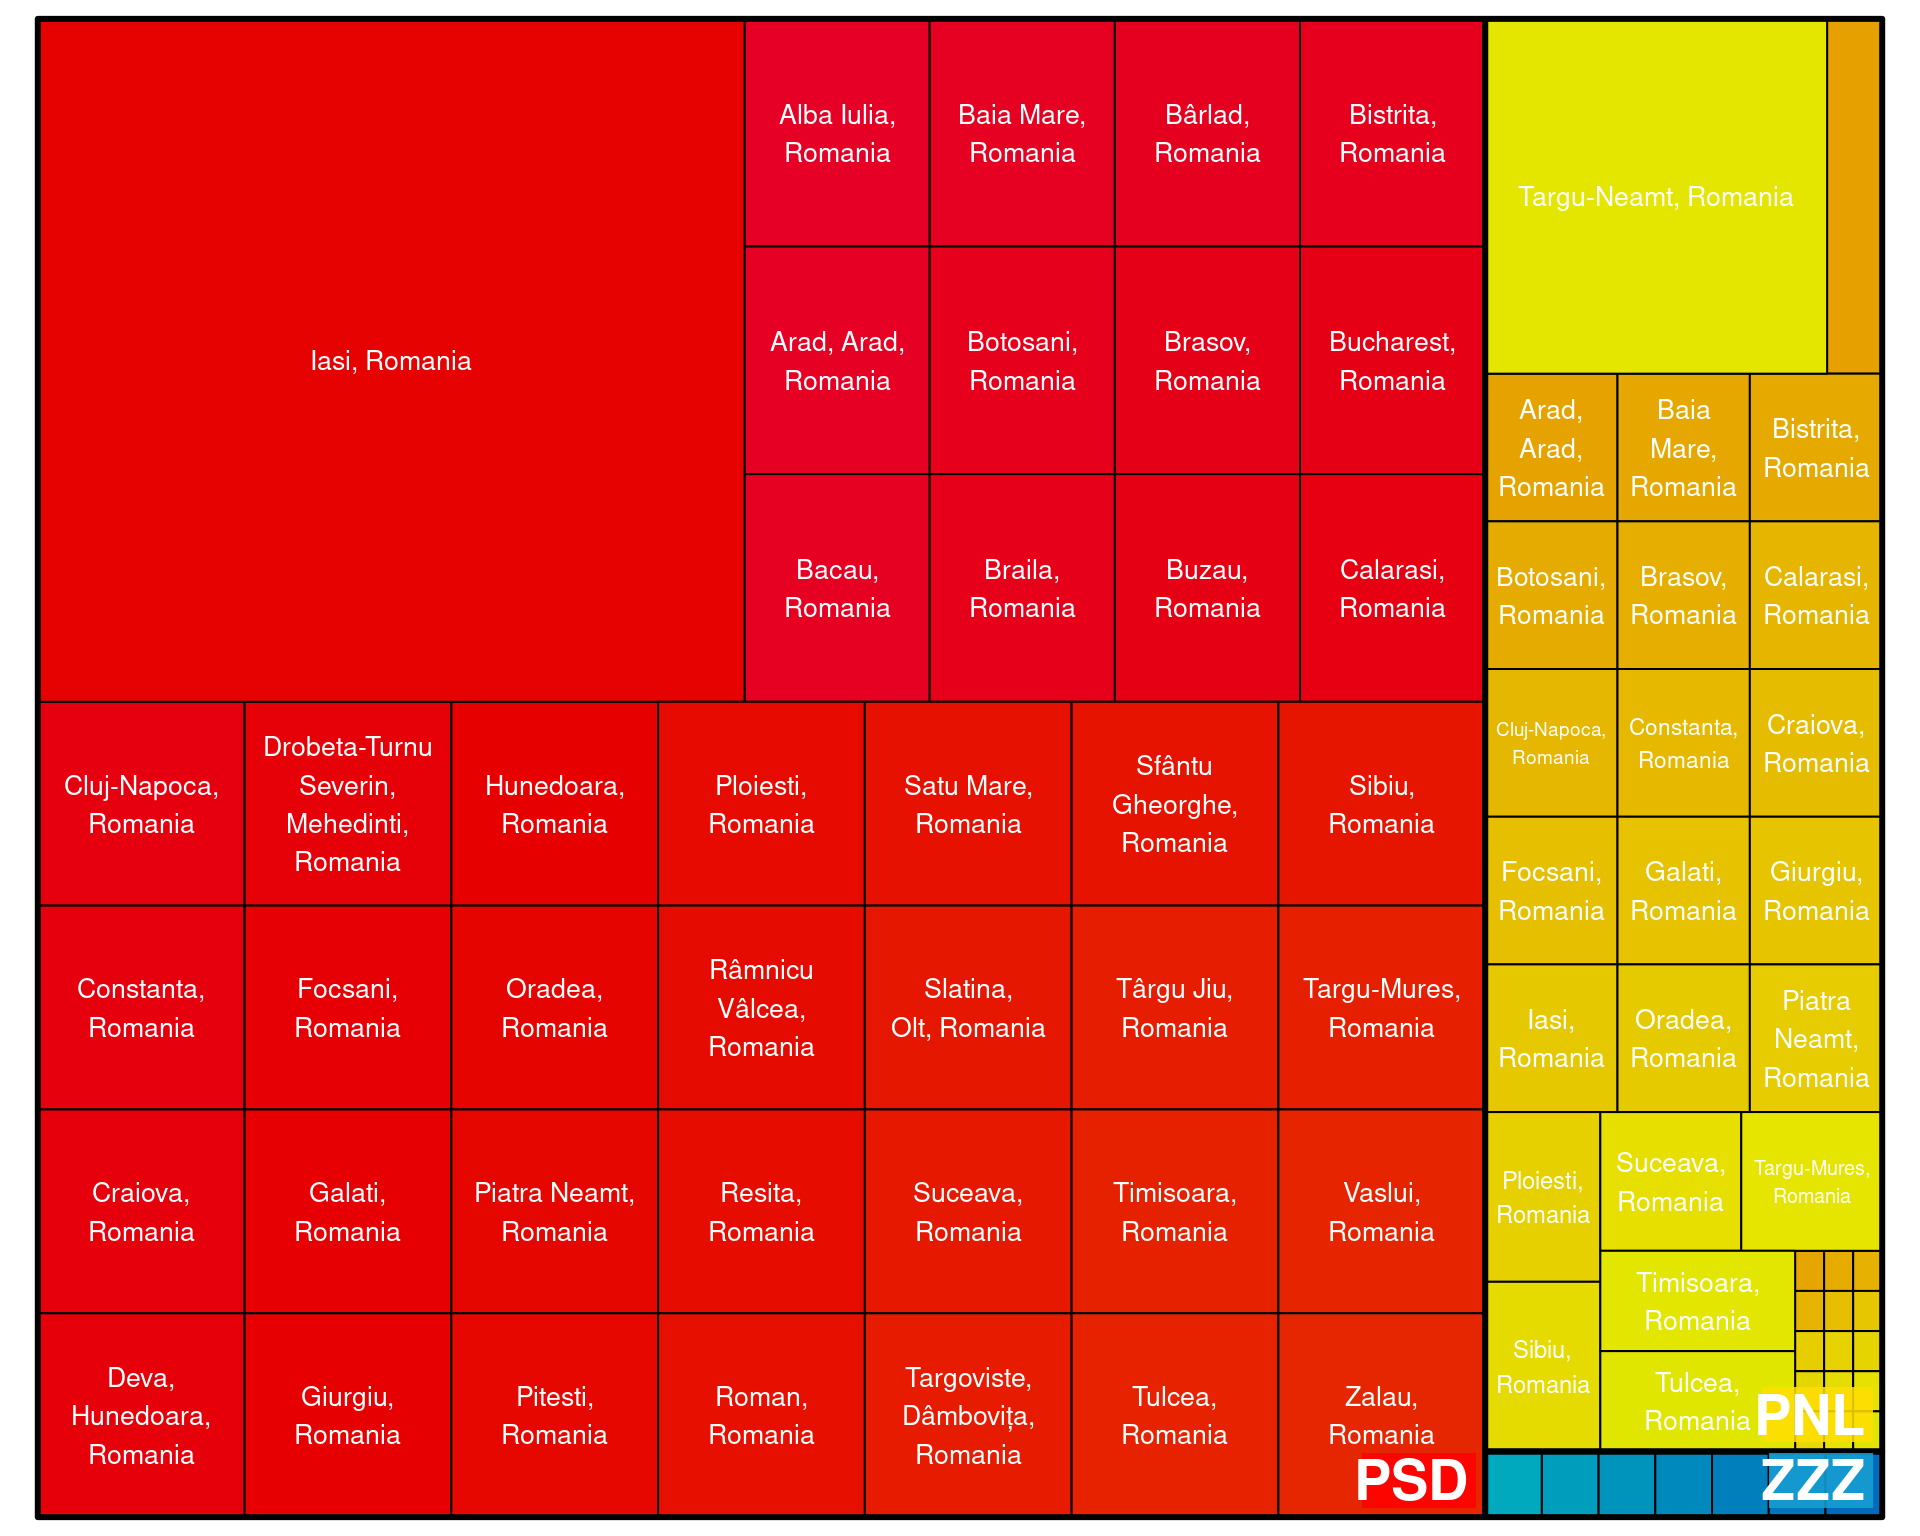 Iasi, Romania
Alba Iulia,
Romania
Baia Mare,
Romania
Bârlad,
Romania
Bistrita,
Romania
Arad, Arad,
Romania
Botosani,
Romania
Brasov,
Romania
Bucharest,
Romania
Bacau,
Romania
Braila,
Romania
Buzau,
Romania
Calarasi,
Romania
Cluj-Napoca,
Romania
Drobeta-Turnu
Severin,
Mehedinti,
Romania
Hunedoara,
Romania
Ploiesti,
Romania
Satu Mare,
Romania
Sfântu
Gheorghe,
Romania
Sibiu,
Romania
Constanta,
Romania
Focsani,
Romania
Oradea,
Romania
Râmnicu
Vâlcea,
Romania
Slatina,
Olt, Romania
Târgu Jiu,
Romania
Targu-Mures,
Romania
Craiova,
Romania
Galati,
Romania
Piatra Neamt,
Romania
Resita,
Romania
Suceava,
Romania
Timisoara,
Romania
Vaslui,
Romania
Deva,
Hunedoara,
Romania
Giurgiu,
Romania
Pitesti,
Romania
Roman,
Romania
Targoviste,
Dâmbovița,
Romania
Tulcea,
Romania
Zalau,
Romania
PSD
Targu-Neamt, Romania
Arad,
Arad,
Romania
Baia
Mare,
Romania
Bistrita,
Romania
Botosani,
Romania
Brasov,
Romania
Calarasi,
Romania
Cluj-Napoca,
Romania
Constanta,
Romania
Craiova,
Romania
Focsani,
Romania
Galati,
Romania
Giurgiu,
Romania
Iasi,
Romania
Oradea,
Romania
Piatra
Neamt,
Romania
Ploiesti,
Romania
Suceava,
Romania
Targu-Mures,
Romania
Sibiu,
Romania
Timisoara,
Romania
Tulcea,
Romania
PNL
ZZZ